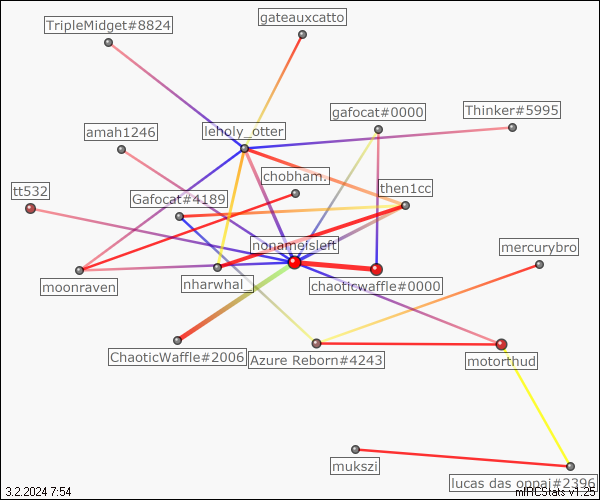 TripleMidget#8824
gateauxcatto
gafocat#0000
Thinker#5995
amah1246
leholy_otter
chobham.
tt532
Gafocat#4189
then1cc
nonameisleft
mercurybro
moonraven
nharwhal_
chaoticwaffle#0000
ChaoticWaffle#2006
Azure Reborn#4243
motorthud
mukszi
lucas das oppai#2396
3.2.2024 7:54
mIRCStats v1.25